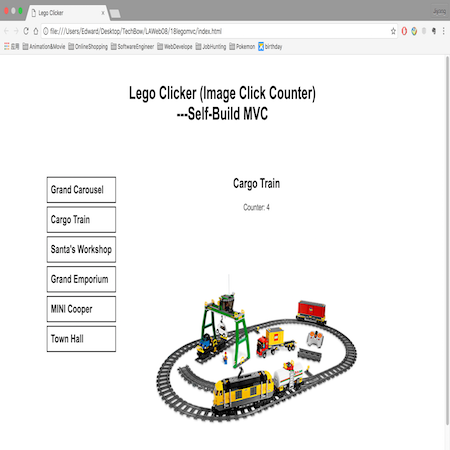 Lego Clicker
Jiayong
file:///Users/Edward/Desktop/TechBow/LAWeb08/18legomvc/index.html
应用 Animation&Movie OnlineShopping SoftwareEngineer WebDevelope JobHunting Pokemon birthday
Lego Clicker (Image Click Counter)
---Self-Build MVC
Grand Carousel
Cargo Train
Santa's Workshop
Grand Emporium
MINI Cooper
Town Hall
Cargo Train
Counter: 4